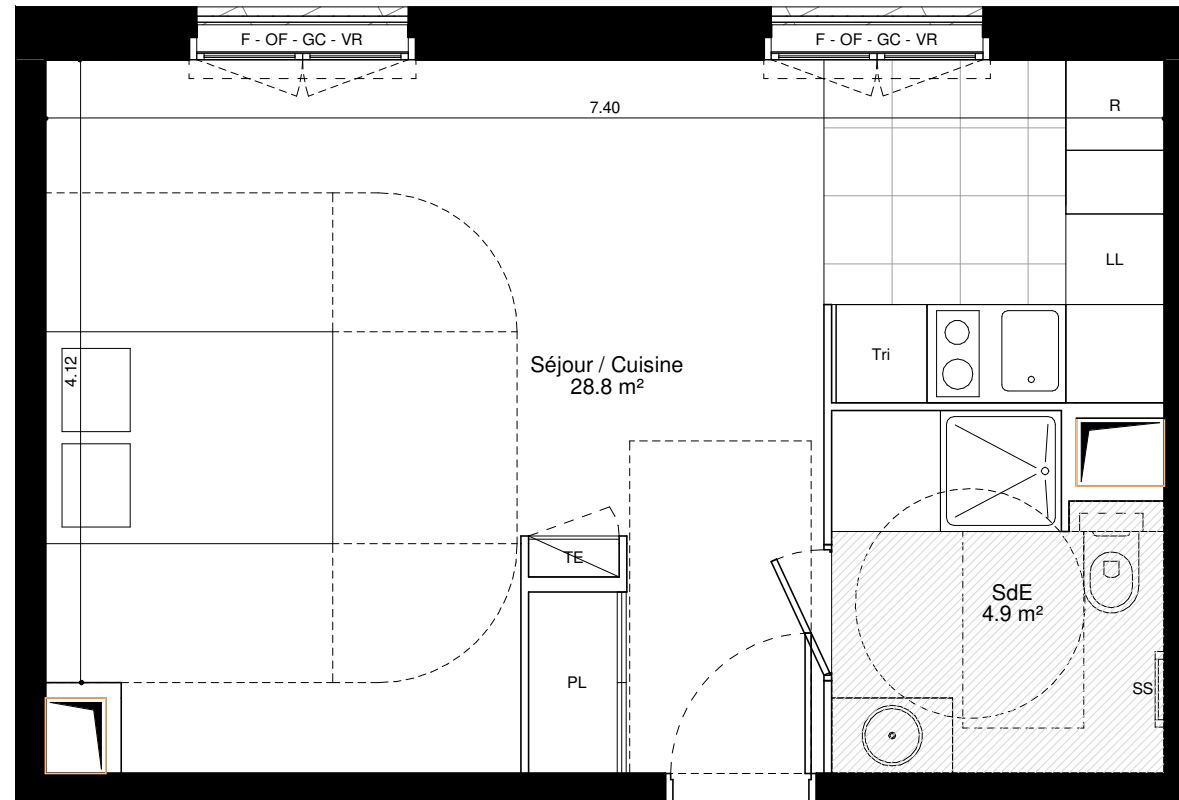 F - OF - GC - VR
F - OF - GC - VR
7.40
R
LL
4.12
Séjour / Cuisine
28.8 m²
Tri
TE
SdE
4.9 m²
PL
SS